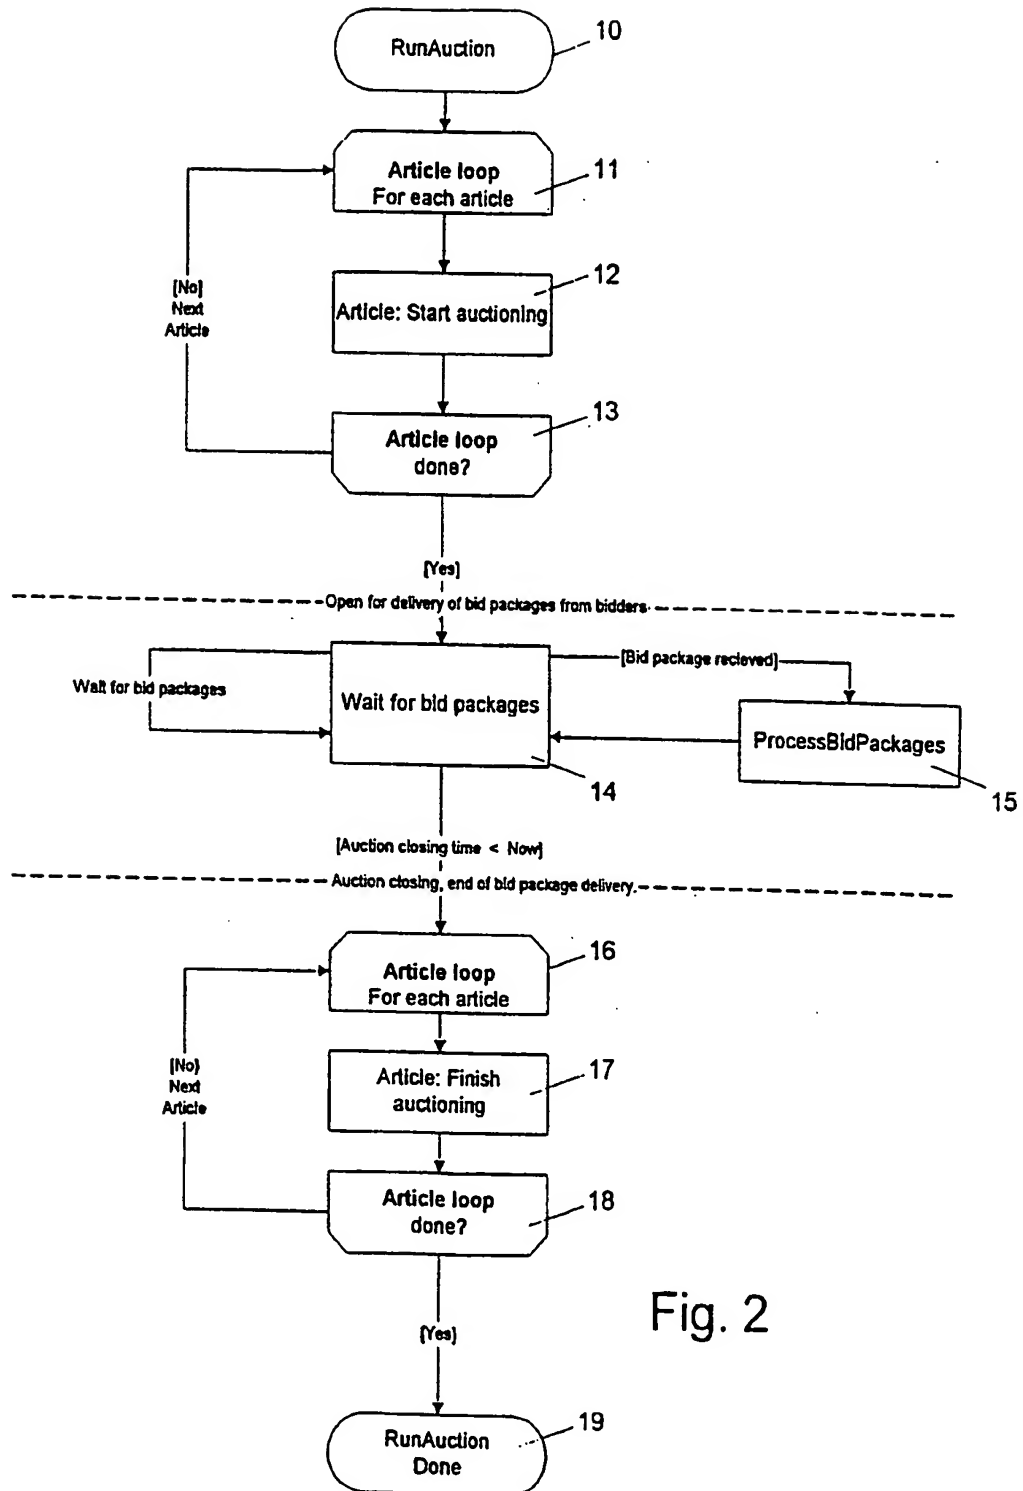 RunAuction
10
Article loop
For each article
11
[No]
Next
Article
Article: Start auctioning
12
Article loop
done?
13
[Yes]
Open for delivery of bid packages from bidders
Wait for bid packages
Wait for bid packages
14
[Bid package recieved]
ProcessBidPackages
15
[Auction closing time < Now]
Auction closing, end of bid package delivery.
Article loop
For each article
16
[No]
Next
Article
Article: Finish
auctioning
17
Article loop
done?
18
[Yes]
Fig. 2
RunAuction
Done
19